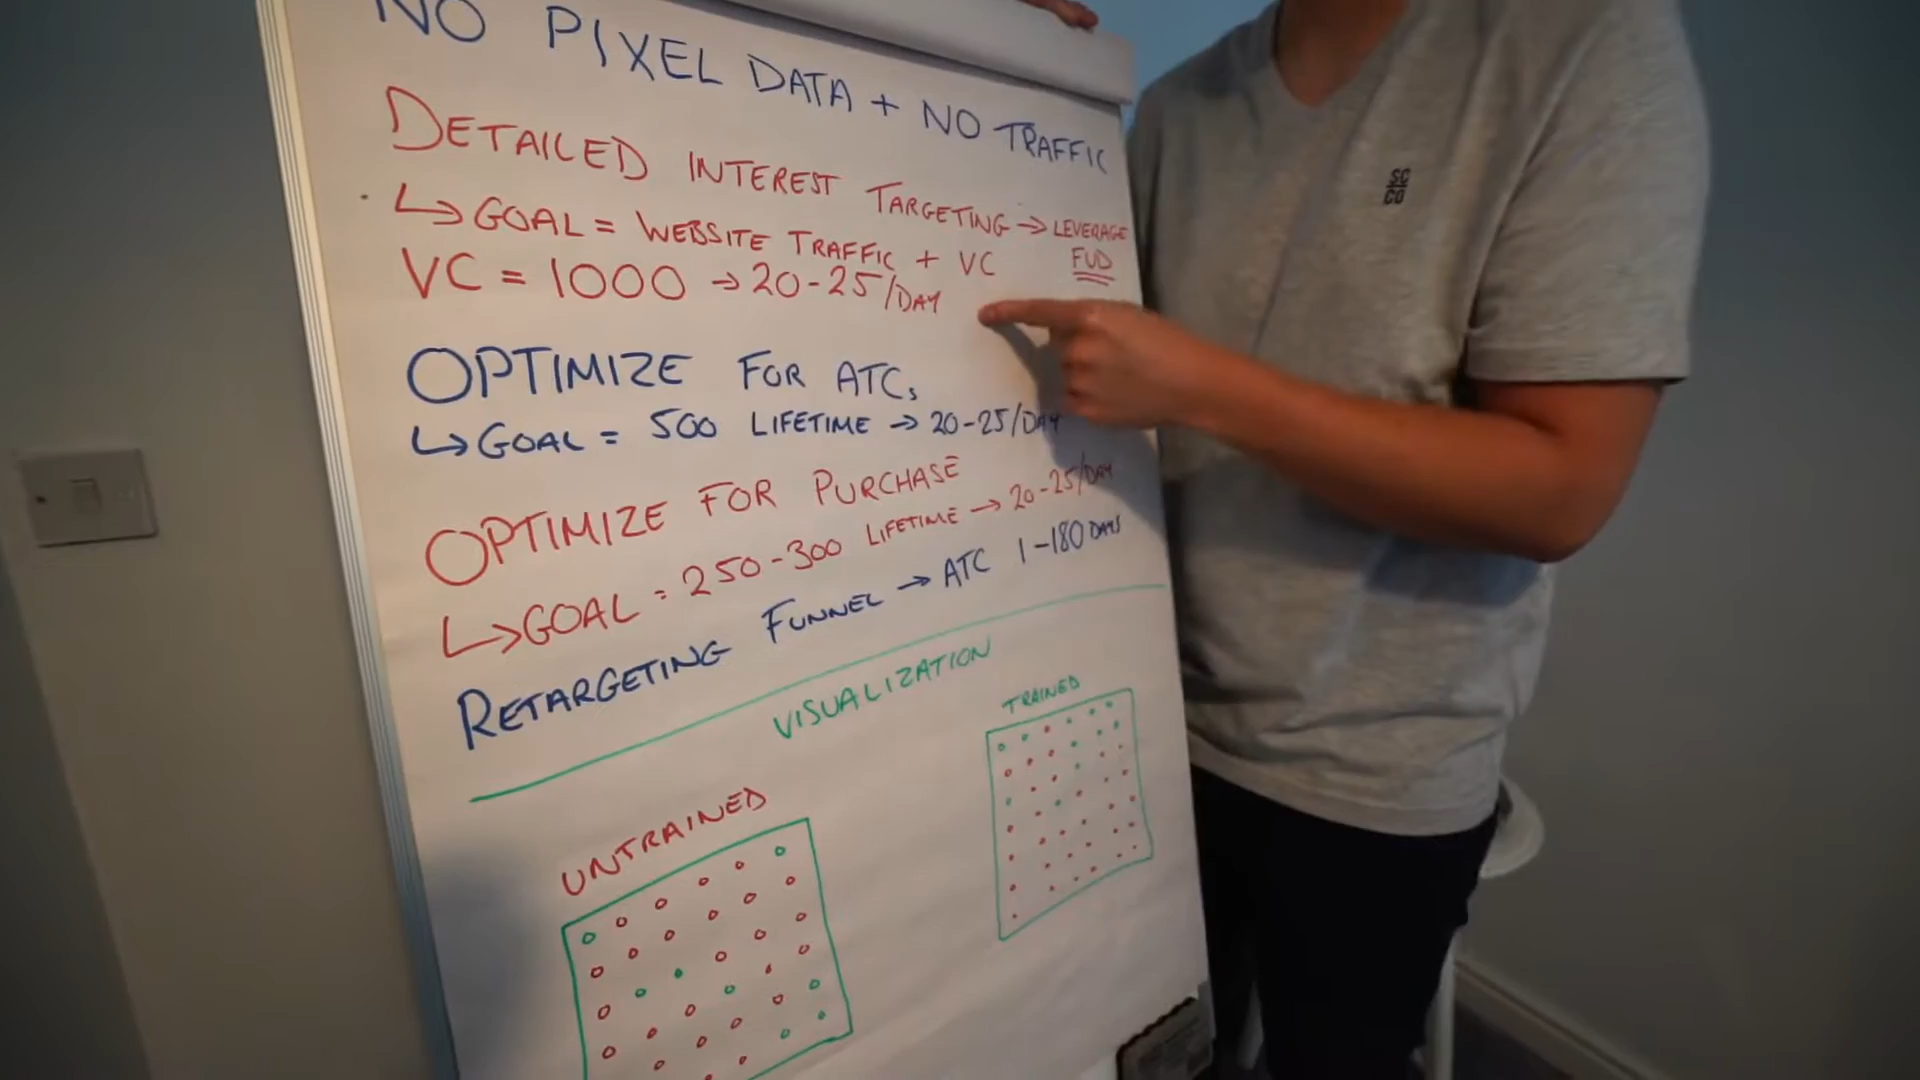 NO PIXEL DATA + NO TRAFFIC
DETAILED INTEREST TARGETING → LEVERAGE FUD
↳ GOAL = WEBSITE TRAFFIC + VC
VC = 1000 → 20-25/DAY
OPTIMIZE FOR ATCs
↳ GOAL = 500 LIFETIME → 20-25/DAY
OPTIMIZE FOR PURCHASE
↳ GOAL = 250-300 LIFETIME → 20-25/DAY
RETARGETING FUNNEL → ATC 1-180 DAYS
VISUALIZATION
UNTRAINED
TRAINED
SC
CO